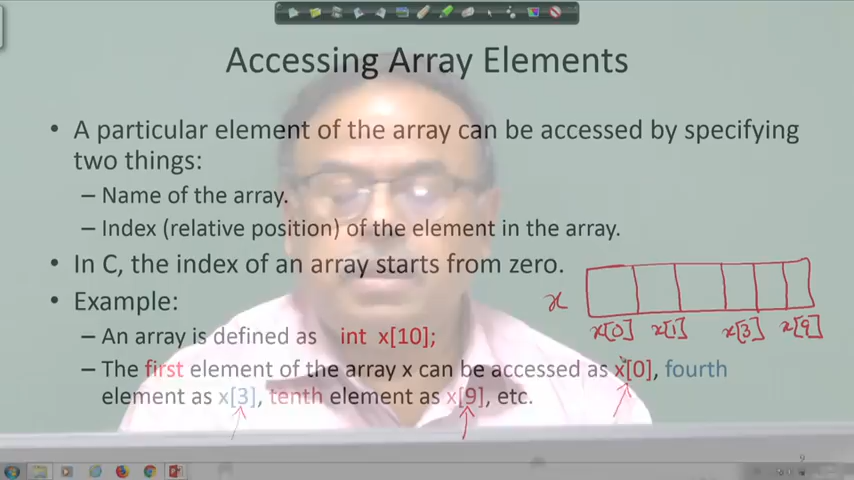 Accessing Array Elements
• A particular element of the array can be accessed by specifying
two things:
– Name of the array.
– Index (relative position) of the element in the array.
• In C, the index of an array starts from zero.
• Example:
x
x[0] x[1] x[3] x[9]
– An array is defined as int x[10];
– The first element of the array x can be accessed as x[0], fourth
element as x[3], tenth element as x[9], etc.
9